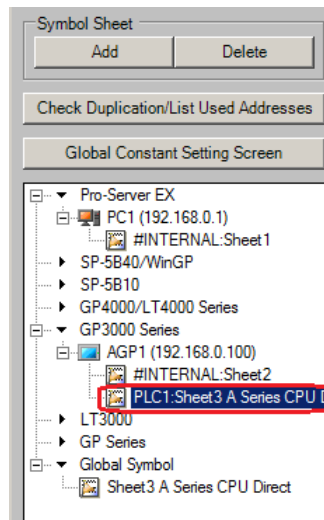 Symbol Sheet
Add Delete
Check Duplication/List Used Addresses
Global Constant Setting Screen
Pro-Server EX
PC1 (192.168.0.1)
#INTERNAL:Sheet1
SP-5B40/WinGP
SP-5B10
GP4000/LT4000 Series
GP3000 Series
AGP1 (192.168.0.100)
#INTERNAL:Sheet2
PLC1:Sheet3 A Series CPU D
LT3000
GP Series
Global Symbol
Sheet3 A Series CPU Direct